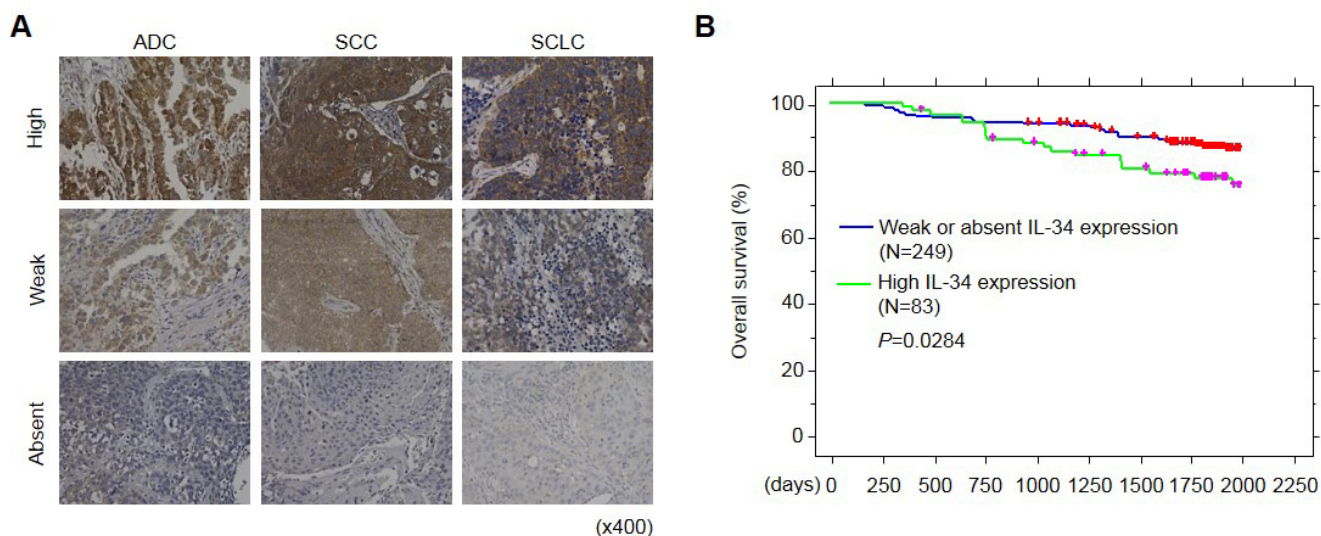 A
ADC SCC SCLC
High
Weak
Absent
(x400)
B
100
80
60
40
20
0
Overall survival (%)
Weak or absent IL-34 expression
(N=249)
High IL-34 expression
(N=83)
P=0.0284
(days) 0 250 500 750 1000 1250 1500 1750 2000 2250